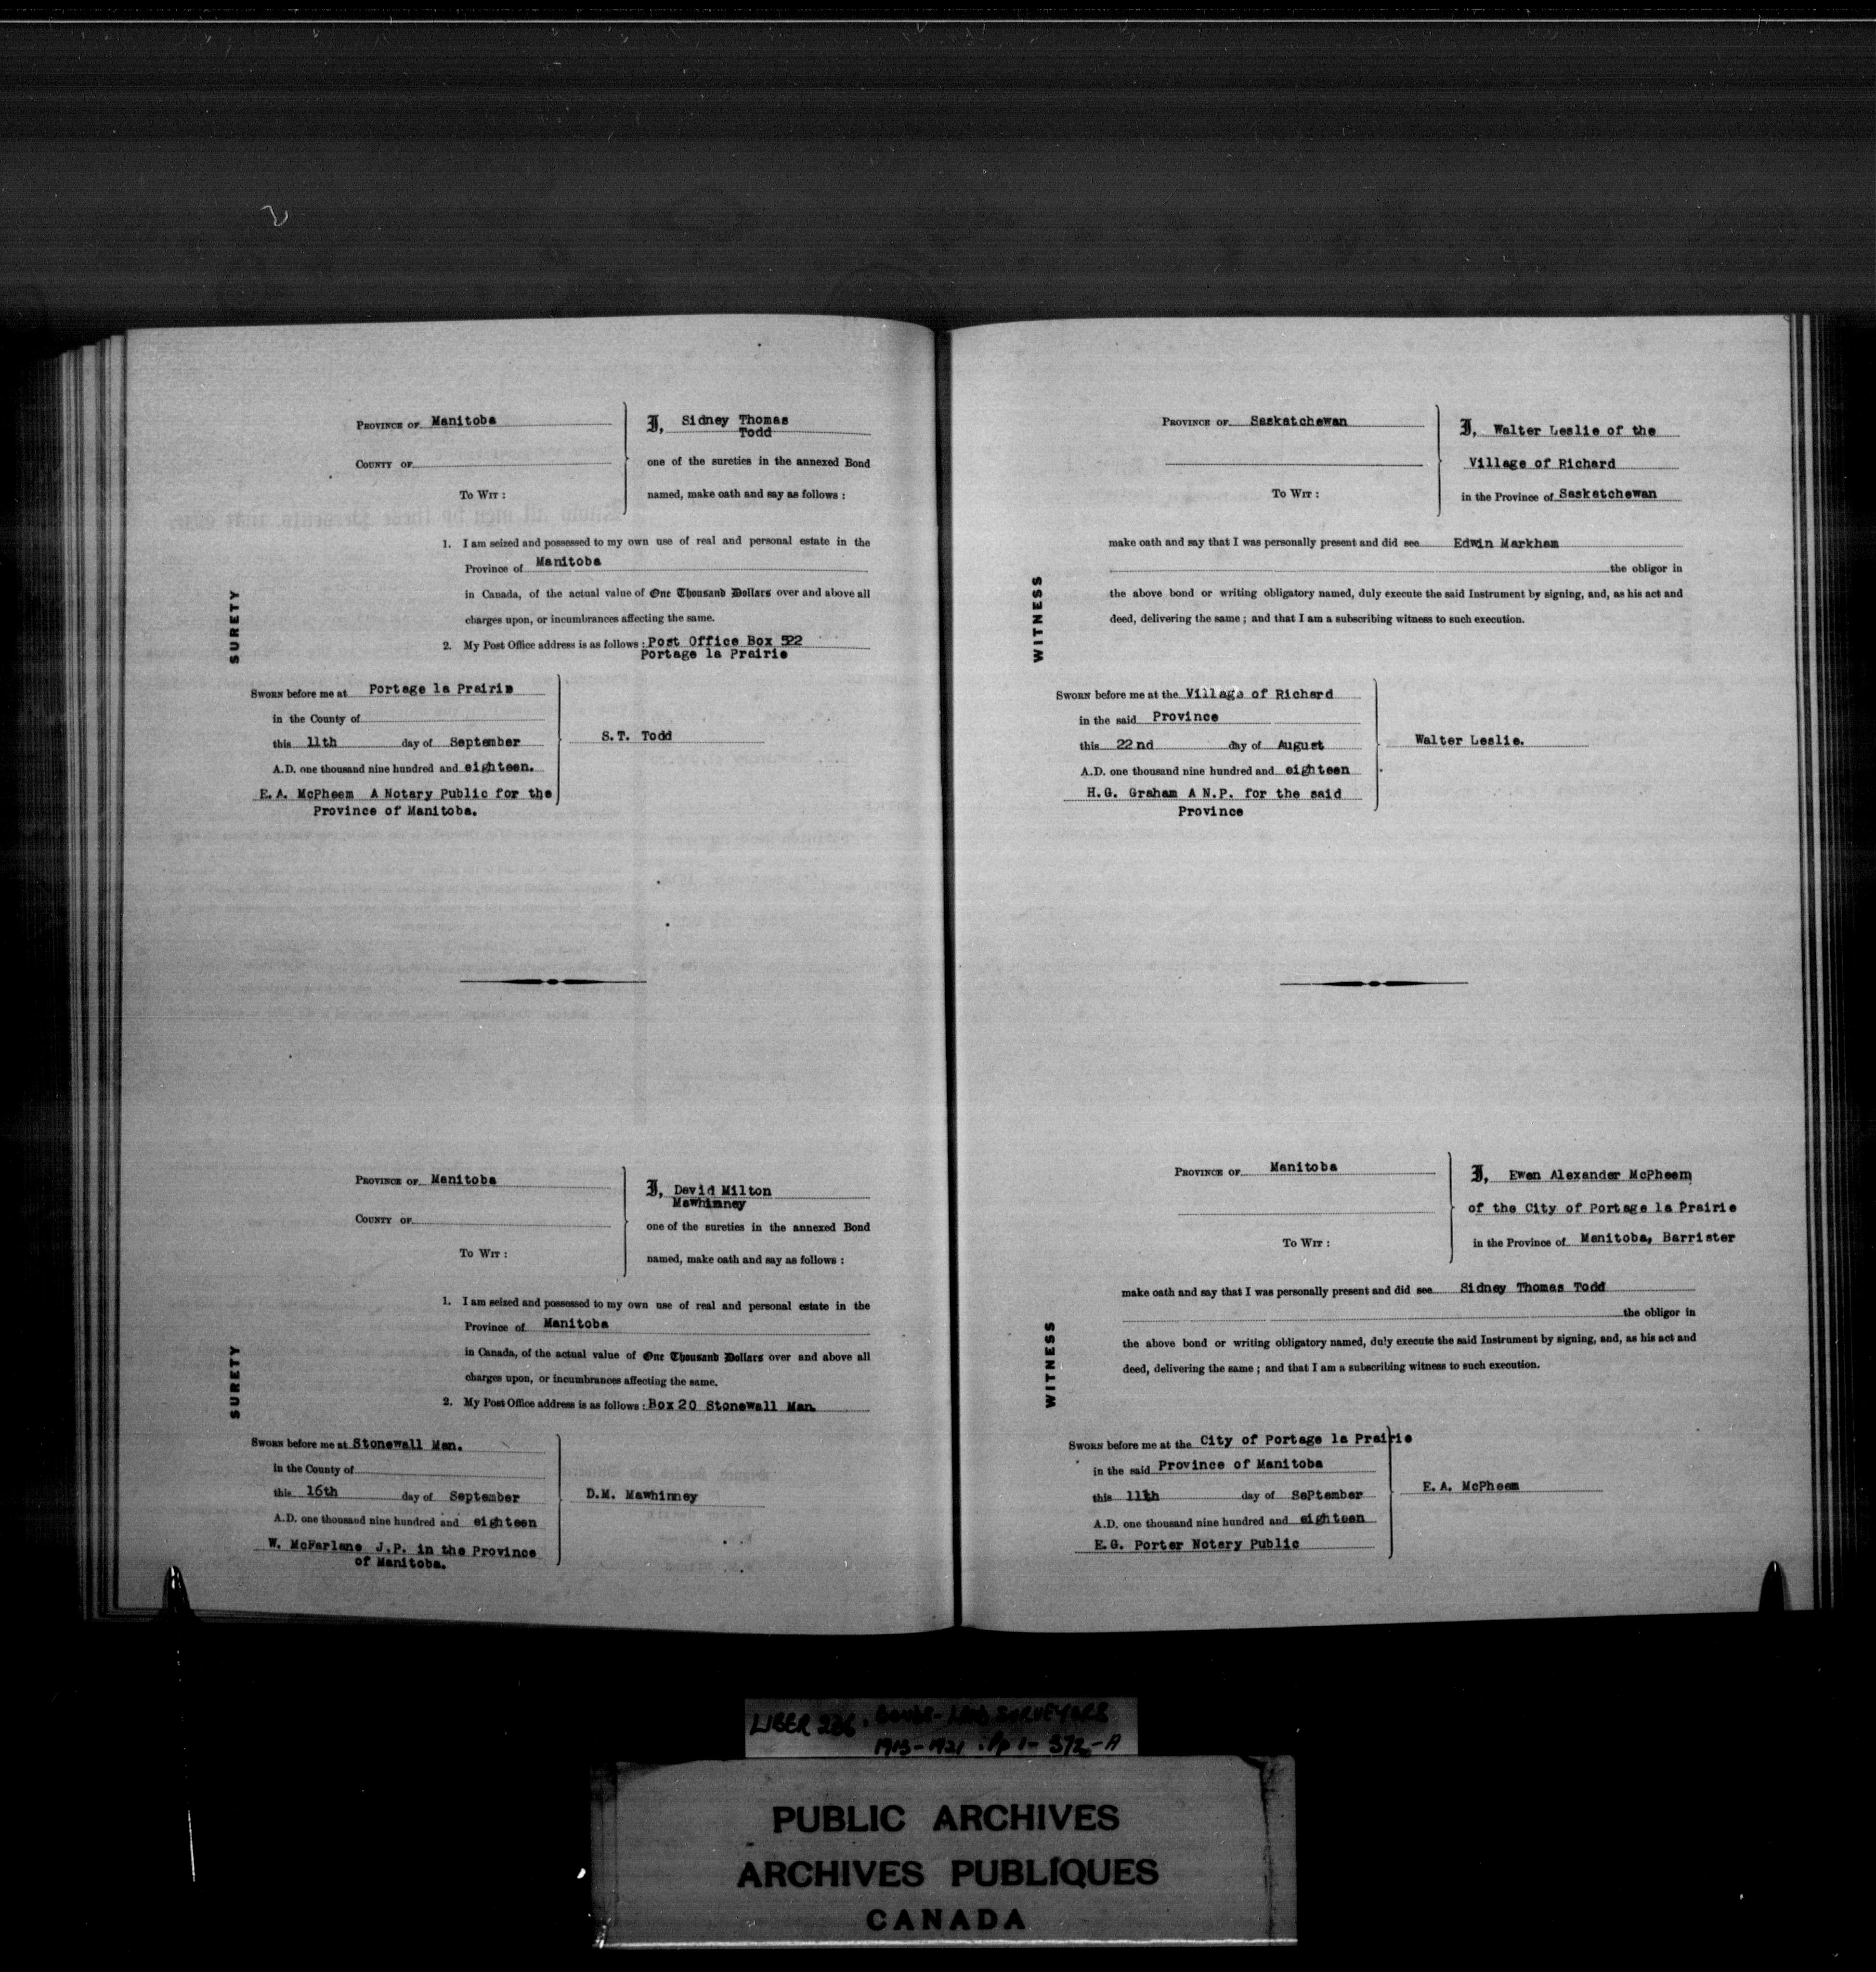 PROVINCE OF Manitoba
COUNTY OF
TO WIT :
I, Sidney Thomas
Todd
one of the sureties in the annexed Bond
named, make oath and say as follows :
1. I am seized and possessed to my own use of real and personal estate in the
Province of Manitoba
in Canada, of the actual value of One Thousand Dollars over and above all
charges upon, or incumbrances affecting the same.
2. My Post Office address is as follows : Post Office Box 522
Portage la Prairie
SURETY
SWORN before me at Portage la Prairie
in the County of
this 11th day of September
A.D. one thousand nine hundred and eighteen.
E.A. McPheem A Notary Public for the
Province of Manitoba.
S.T. Todd
PROVINCE OF Manitoba
COUNTY OF
TO WIT :
I, David Milton
Mawhinney
one of the sureties in the annexed Bond
named, make oath and say as follows :
1. I am seized and possessed to my own use of real and personal estate in the
Province of Manitoba
in Canada, of the actual value of One Thousand Dollars over and above all
charges upon, or incumbrances affecting the same.
2. My Post Office address is as follows : Box 20 Stonewall Man.
SURETY
SWORN before me at Stonewall Man.
in the County of
this 16th day of September
A.D. one thousand nine hundred and eighteen
W. McFarlane J.P. in the Province
of Manitoba.
D.M. Mawhinney
PROVINCE OF Saskatchewan
TO WIT :
I, Walter Leslie of the
Village of Richard
in the Province of Saskatchewan
make oath and say that I was personally present and did see Edwin Markham
the obligor in
the above bond or writing obligatory named, duly execute the said Instrument by signing, and, as his act and
deed, delivering the same ; and that I am a subscribing witness to such execution.
WITNESS
SWORN before me at the Village of Richard
in the said Province
this 22nd day of August
A.D. one thousand nine hundred and eighteen
H.G. Graham A N.P. for the said
Province
Walter Leslie.
PROVINCE OF Manitoba
TO WIT :
I, Ewen Alexander McPheem
of the City of Portage la Prairie
in the Province of Manitoba, Barrister
make oath and say that I was personally present and did see Sidney Thomas Todd
the obligor in
the above bond or writing obligatory named, duly execute the said Instrument by signing, and, as his act and
deed, delivering the same ; and that I am a subscribing witness to such execution.
WITNESS
SWORN before me at the City of Portage la Prairie
in the said Province of Manitoba
this 11th day of SePtember
A.D. one thousand nine hundred and eighteen
E.G. Porter Notary Public
E.A. McPheem
LIBER 236 : BONDS - LAND SURVEYORS
1913-1921 : Pp 1-372-A
PUBLIC ARCHIVES
ARCHIVES PUBLIQUES
CANADA